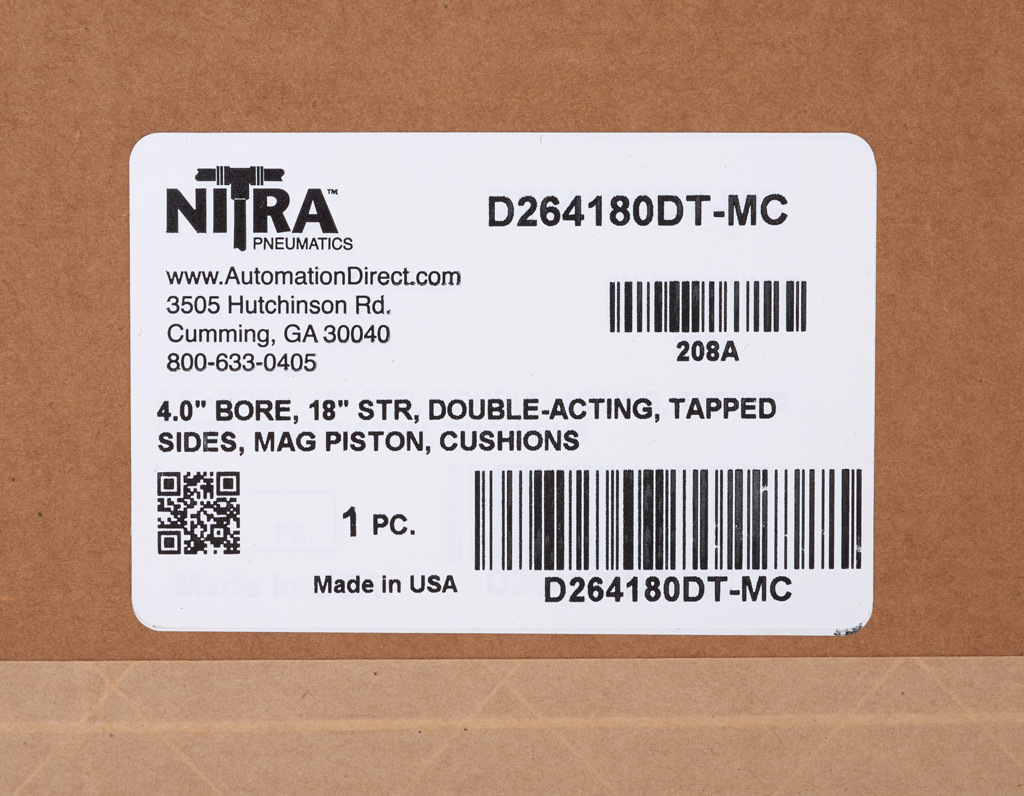 NITRA™
PNEUMATICS
D264180DT-MC
www.AutomationDirect.com
3505 Hutchinson Rd.
Cumming, GA 30040
800-633-0405
208A
4.0" BORE, 18" STR, DOUBLE-ACTING, TAPPED
SIDES, MAG PISTON, CUSHIONS
1 PC.
Made in USA
D264180DT-MC